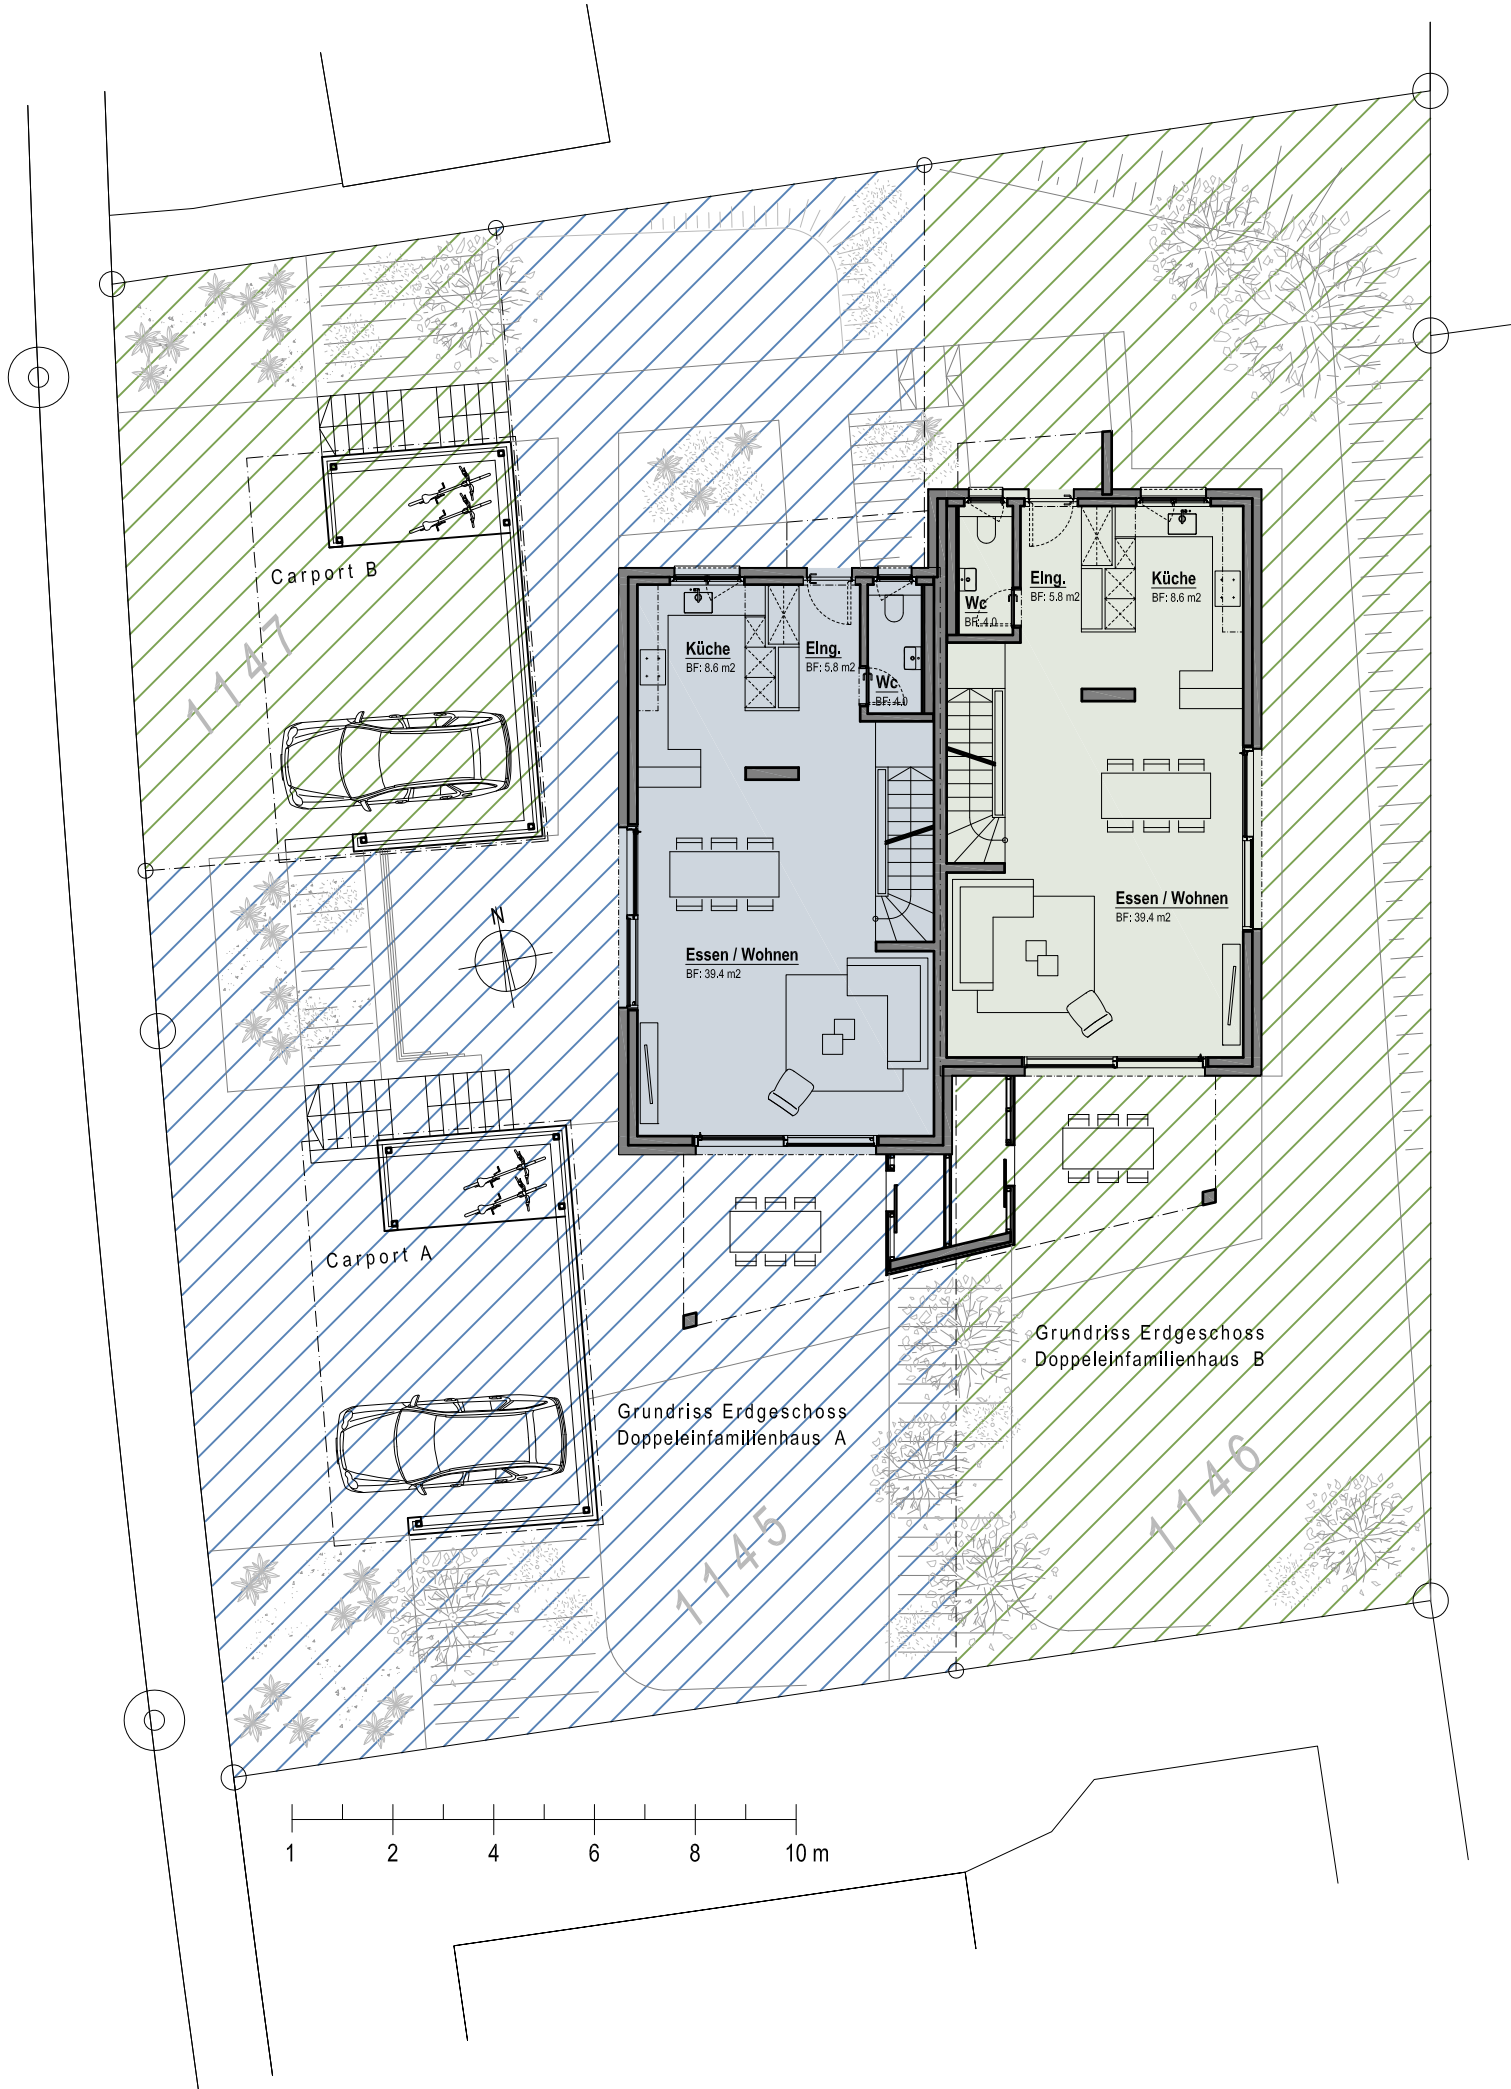 Carport B
1147
Wc
BF: 4.0
EIng.
BF: 5.8 m2
Küche
BF: 8.6 m2
Küche
BF: 8.6 m2
EIng.
BF: 5.8 m2
Wc
BF: 4.0
Essen / Wohnen
BF: 39.4 m2
N
Essen / Wohnen
BF: 39.4 m2
Carport A
Grundriss Erdgeschoss
Doppeleinfamilienhaus B
Grundriss Erdgeschoss
Doppeleinfamilienhaus A
1146
1145
1 2 4 6 8 10 m